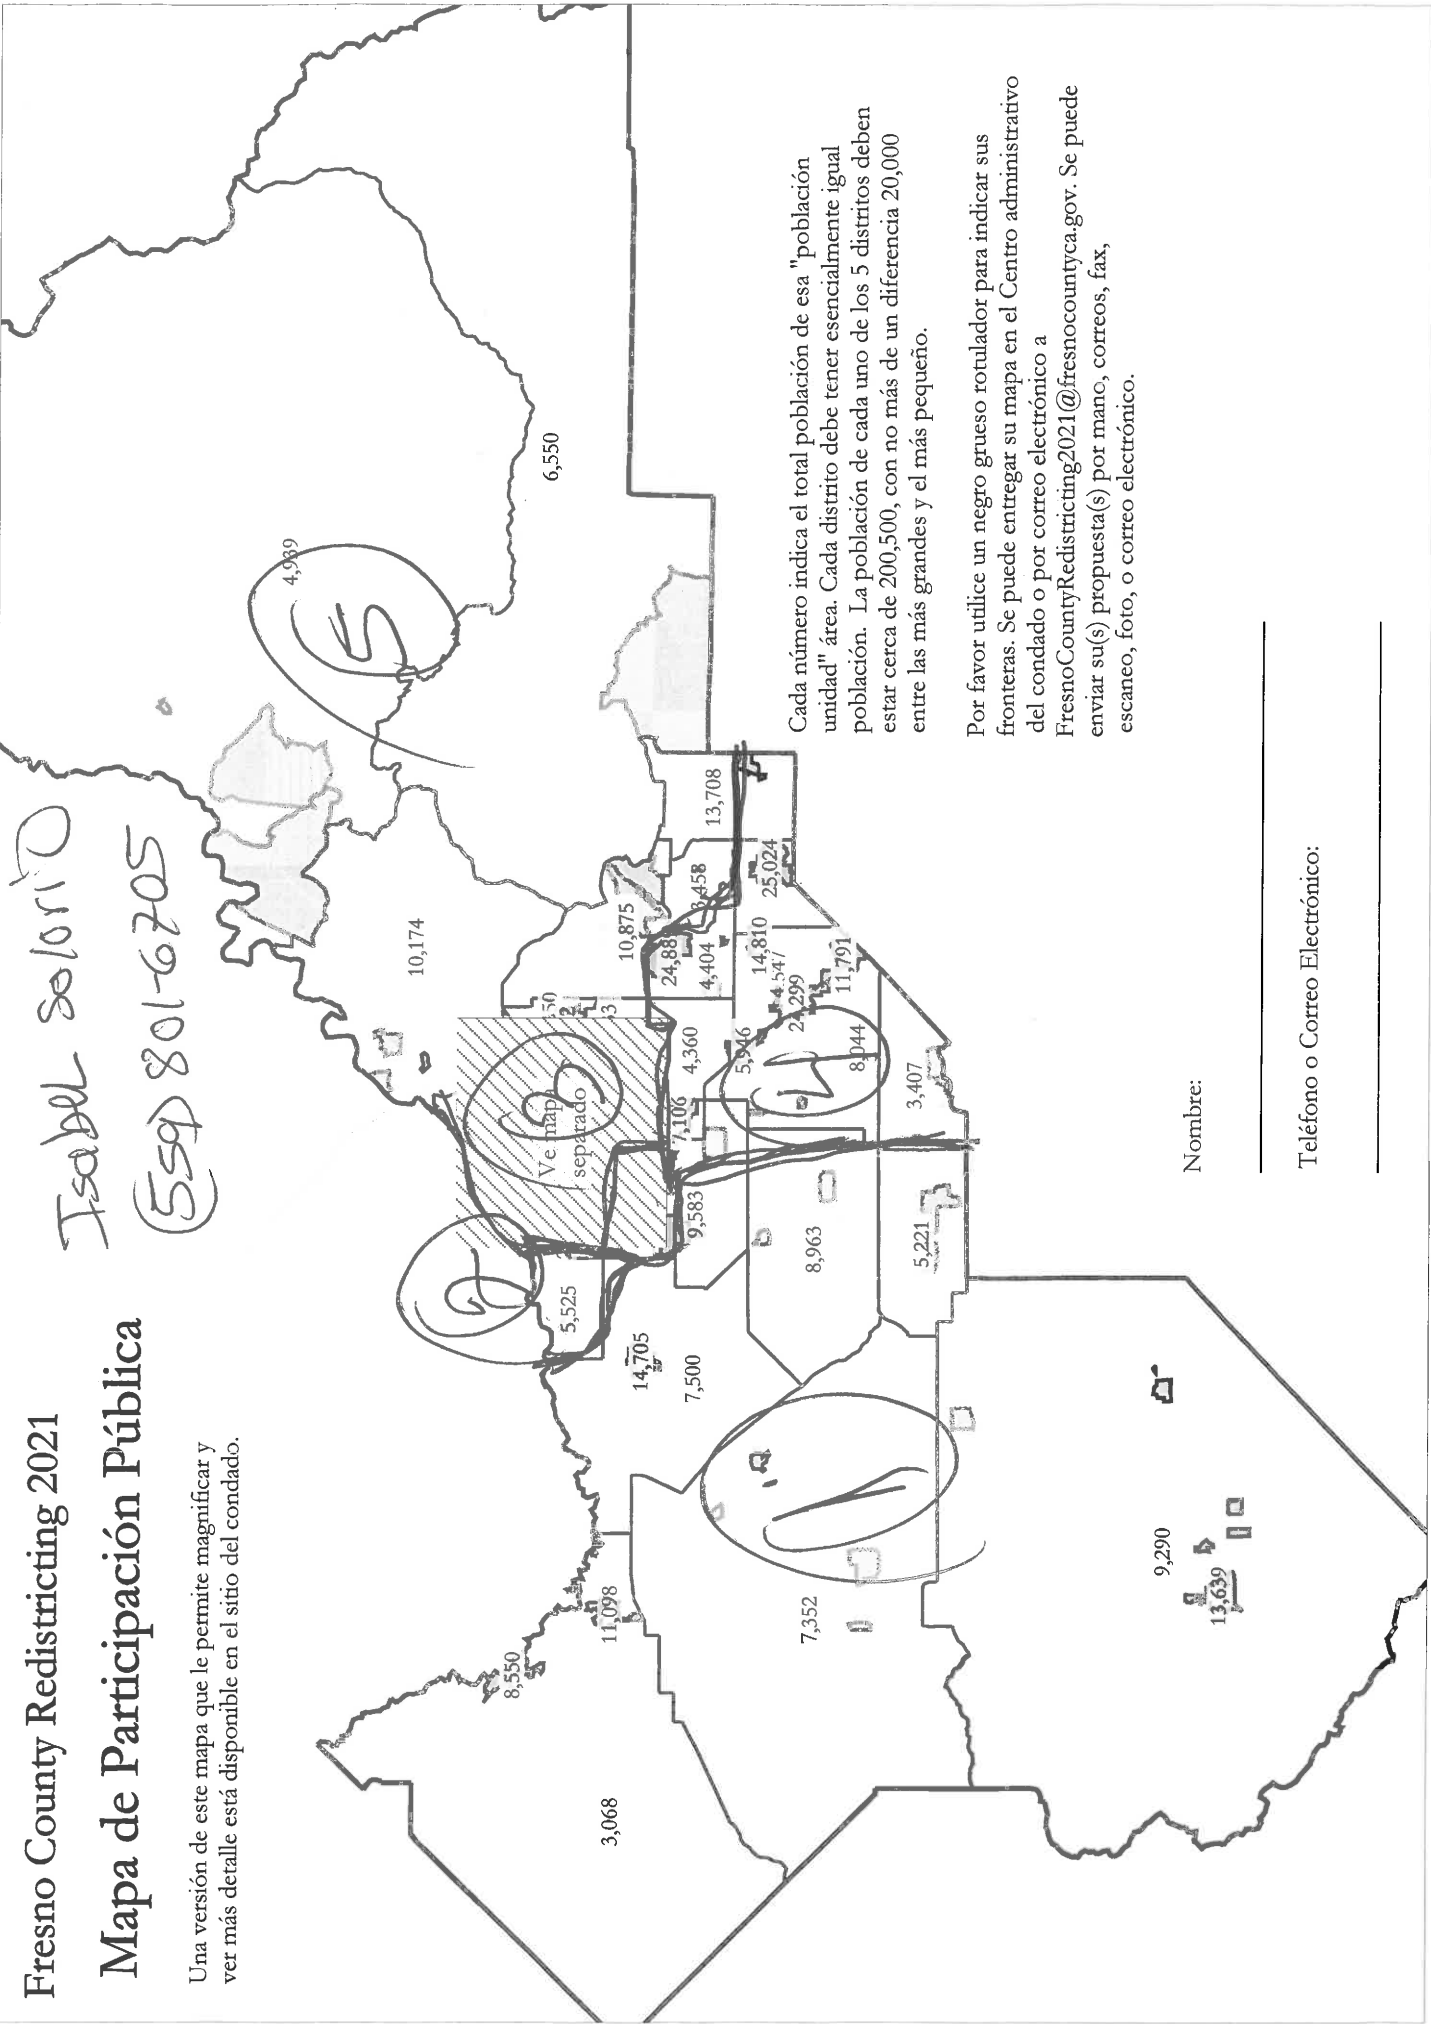 Fresno County Redistricting 2021
Mapa de Participación Pública
Una versión de este mapa que le permite magnificar y
ver más detalle está disponible en el sitio del condado.
Isabel Solorio
(559) 801-6705
4,939
5
6,550
10,174
3
Ve mapa
separado
2
5,525
14,705
7,500
8,550
11,098
3,068
10,875
13,708
3,458
25,024
4,404
14,810
24,299
11,791
4,360
5,946
4
8,044
3,407
7,106
9,583
8,963
5,221
1
7,352
9,290
13,639
Cada número indica el total población de esa "población
unidad" área. Cada distrito debe tener esencialmente igual
población. La población de cada uno de los 5 distritos deben
estar cerca de 200,500, con no más de un diferencia 20,000
entre las más grandes y el más pequeño.
Por favor utilice un negro grueso rotulador para indicar sus
fronteras. Se puede entregar su mapa en el Centro administrativo
del condado o por correo electrónico a
FresnoCountyRedistricting2021@fresnocountyca.gov. Se puede
enviar su(s) propuesta(s) por mano, correos, fax,
escaneo, foto, o correo electrónico.
Nombre:
Teléfono o Correo Electrónico: